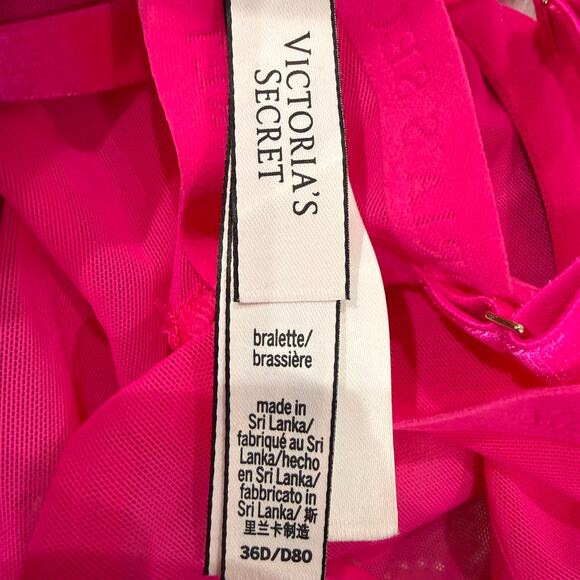 VICTORIA'S
SECRET
bralette/
brassière
made in
Sri Lanka/
fabriqué au Sri
Lanka/hecho
en Sri Lanka/
fabbricato in
Sri Lanka/斯
里兰卡制造
36D/D80